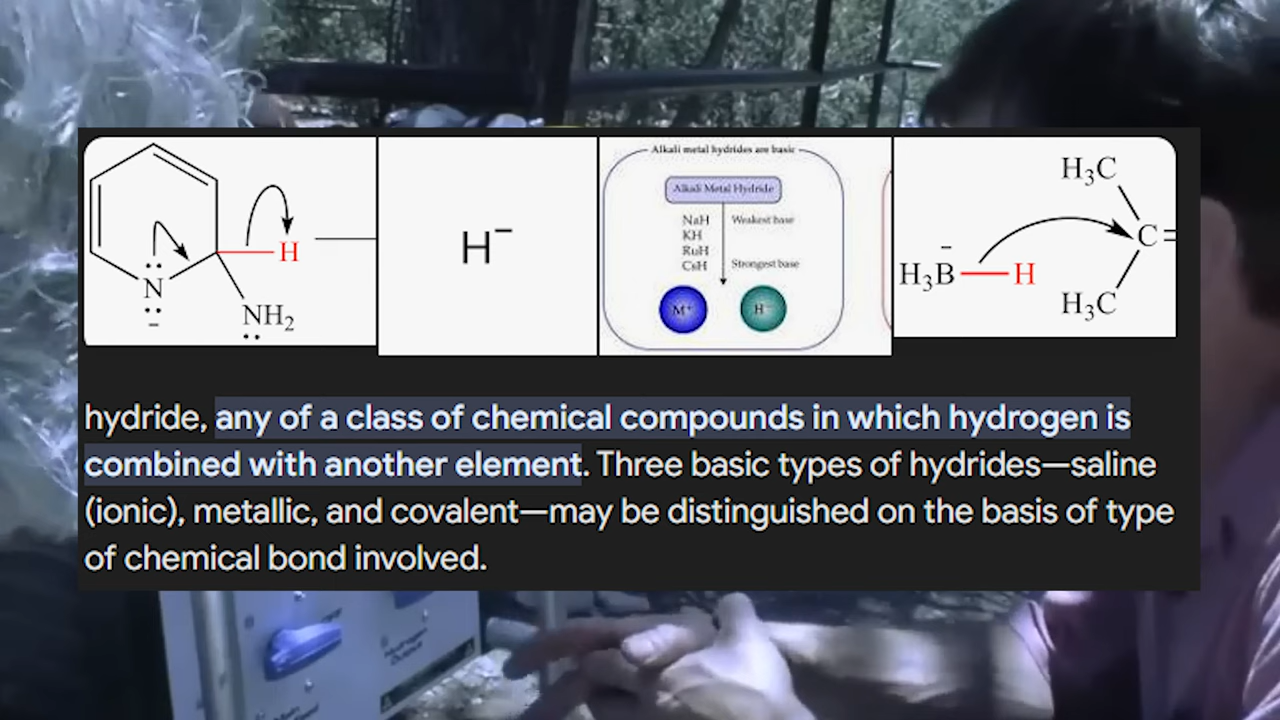 H
N
NH2
H⁻
Alkali metal hydrides are basic
Alkali Metal Hydride
NaH Weakest base
KH
RuH
CsH Strongest base
M⁺ H⁻
H3C
C=
H3B̄—H
H3C
hydride, any of a class of chemical compounds in which hydrogen is
combined with another element. Three basic types of hydrides—saline
(ionic), metallic, and covalent—may be distinguished on the basis of type
of chemical bond involved.
Hydrogen
Output